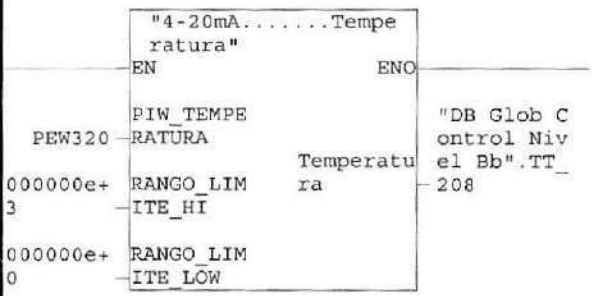 "4-20mA.......Tempe
ratura"
EN ENO
PIW_TEMPE
PEW320 RATURA
"DB Glob C
ontrol Niv
el Bb".TT_
208
Temperatu
ra
000000e+ RANGO_LIM
3 ITE_HI
000000e+ RANGO_LIM
0 ITE_LOW